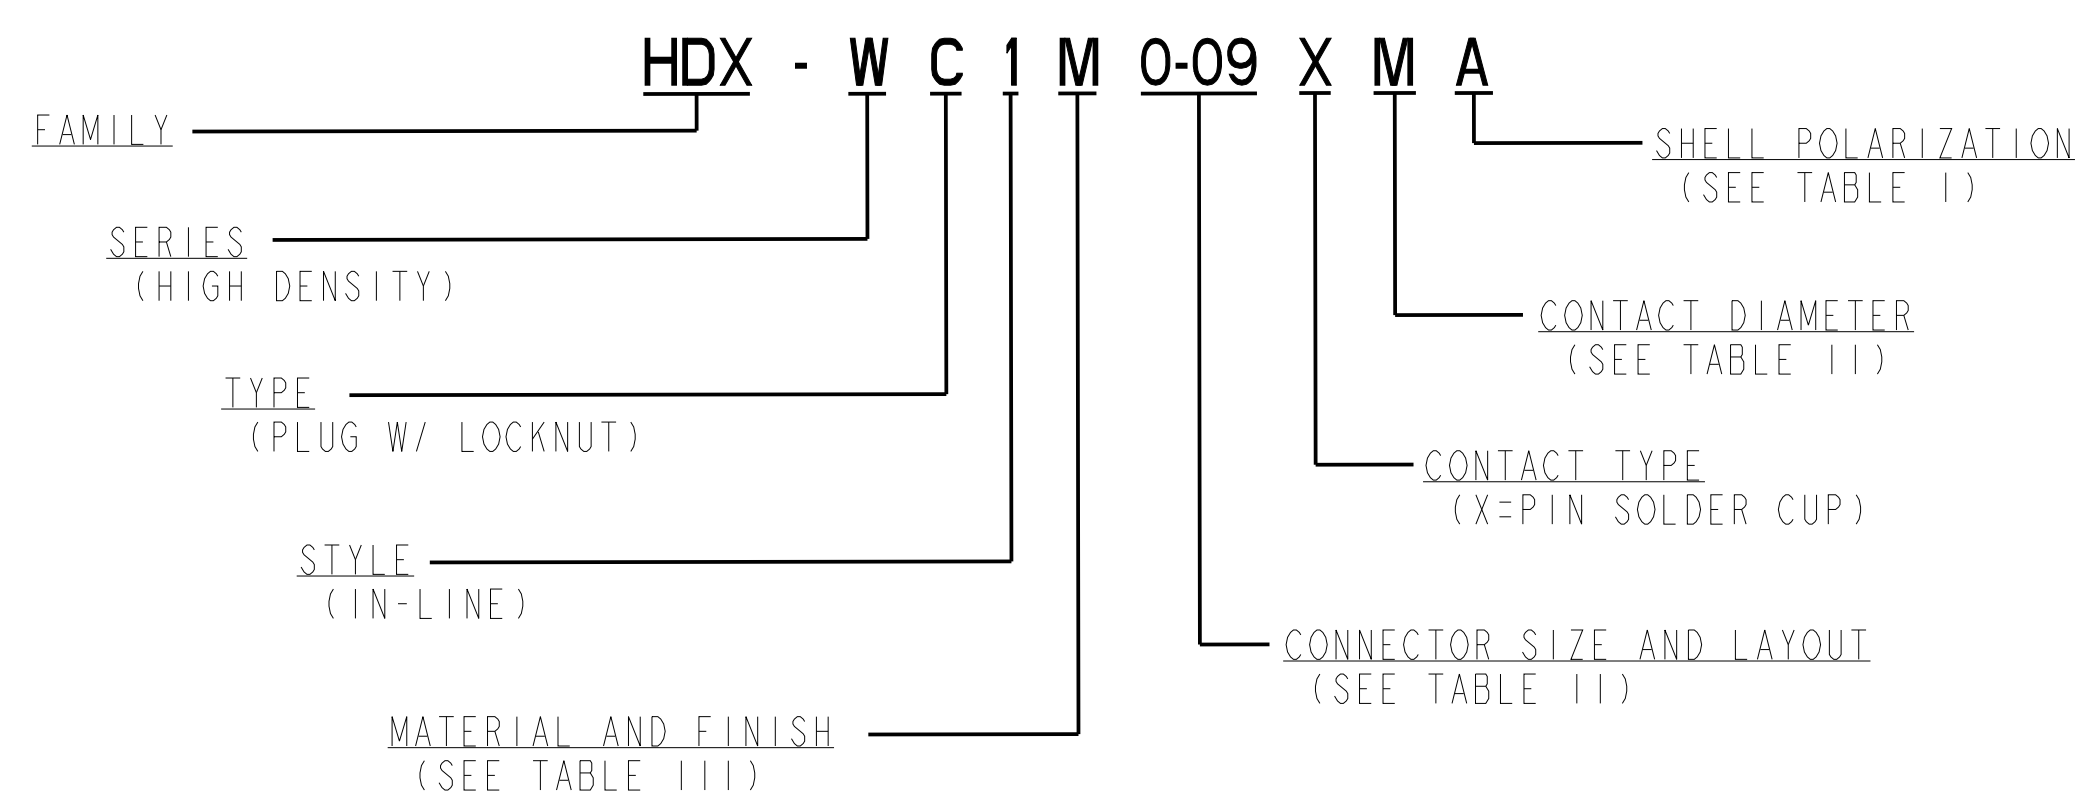 HDX - W C 1 M 0-09 X M A
FAMILY
SHELL POLARIZATION
(SEE TABLE I)
SERIES
(HIGH DENSITY)
CONTACT DIAMETER
(SEE TABLE II)
TYPE
(PLUG W/ LOCKNUT)
CONTACT TYPE
(X=PIN SOLDER CUP)
STYLE
(IN-LINE)
CONNECTOR SIZE AND LAYOUT
(SEE TABLE II)
MATERIAL AND FINISH
(SEE TABLE III)